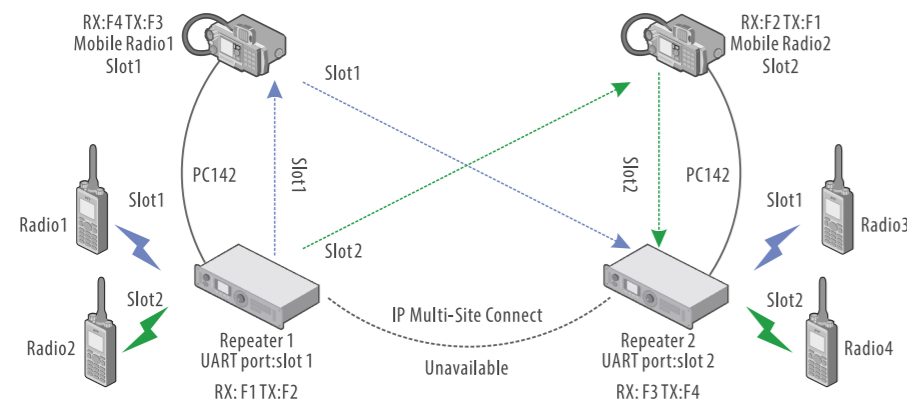 RX:F4 TX:F3
Mobile Radio1
Slot1
RX:F2 TX:F1
Mobile Radio2
Slot2
Slot1
PC142
Slot1
Slot2
PC142
Slot1
Slot1
Radio1
Radio3
Slot2
Slot2
Slot2
Radio2
Radio4
IP Multi-Site Connect
Unavailable
Repeater 1
UART port:slot 1
RX: F1 TX:F2
Repeater 2
UART port:slot 2
RX: F3 TX:F4